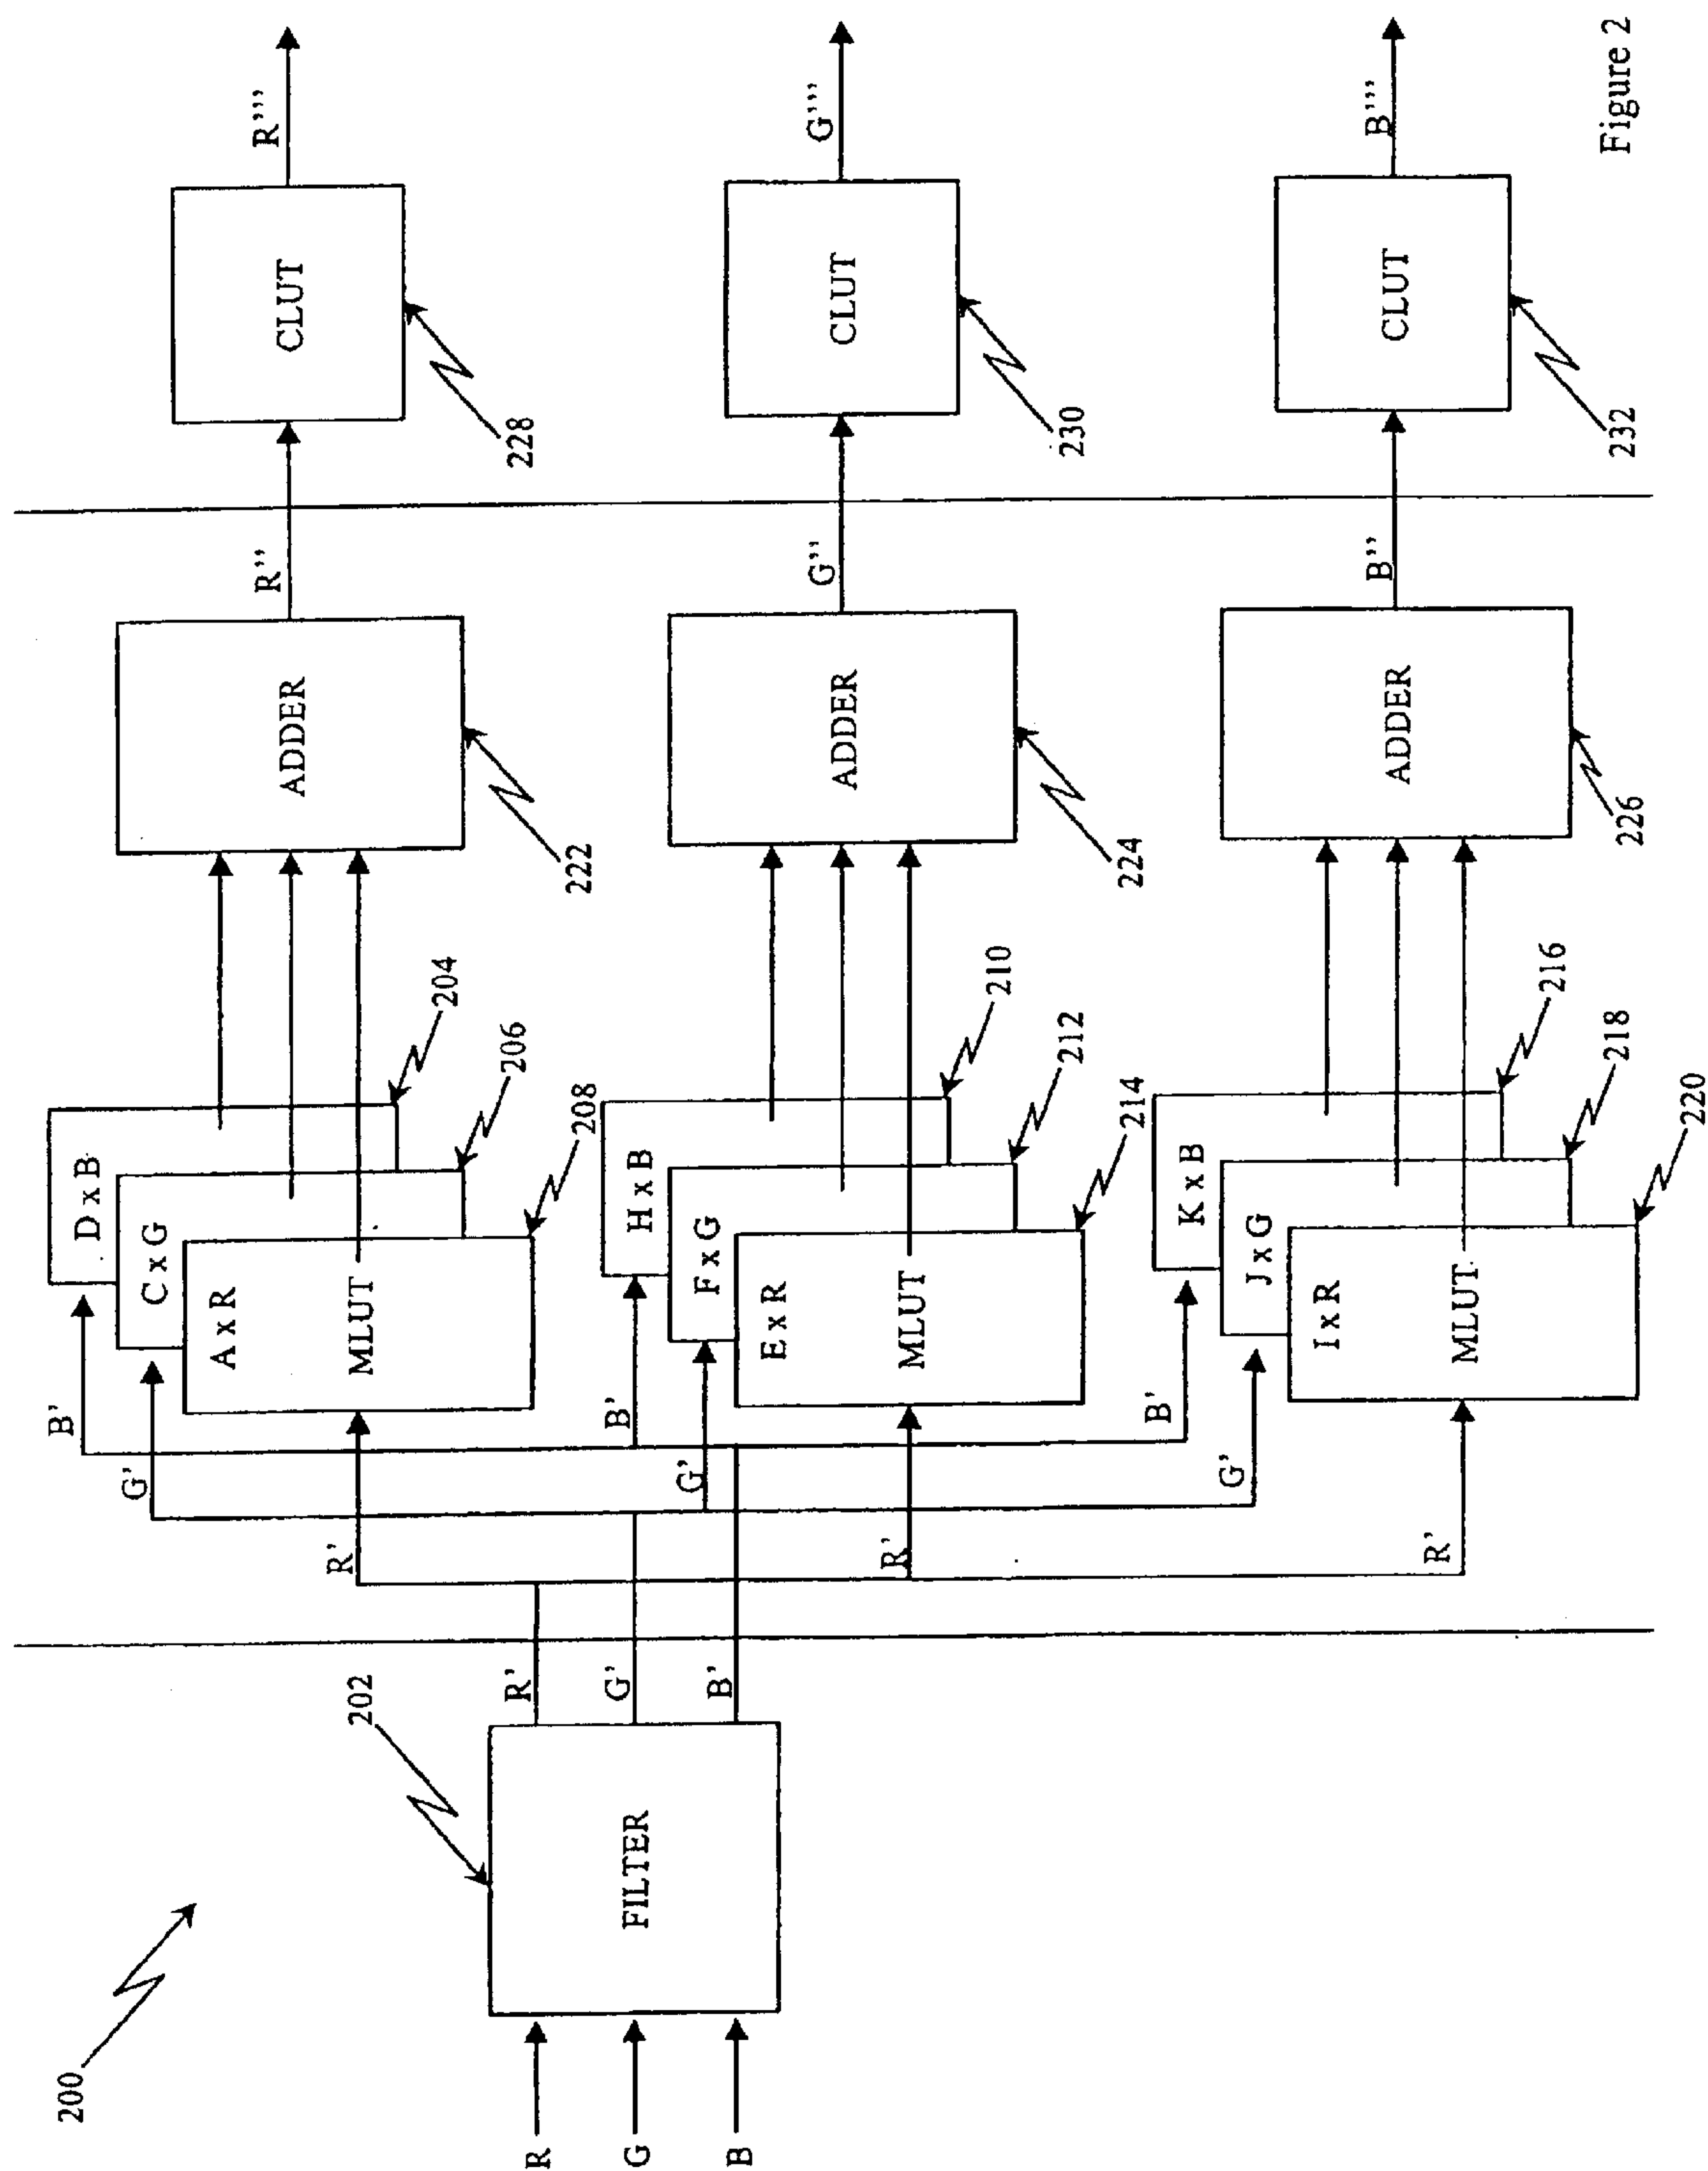 200
R
G
B
FILTER
202
R'
G'
B'
R'
G'
B'
D x B
C x G
A x R
MLUT
204
206
208
ADDER
222
R''
CLUT
228
R'''
R'
G'
B'
H x B
F x G
E x R
MLUT
210
212
214
ADDER
224
G''
CLUT
230
G'''
R'
G'
B'
K x B
J x G
I x R
MLUT
216
218
220
ADDER
226
B''
CLUT
232
B'''
Figure 2